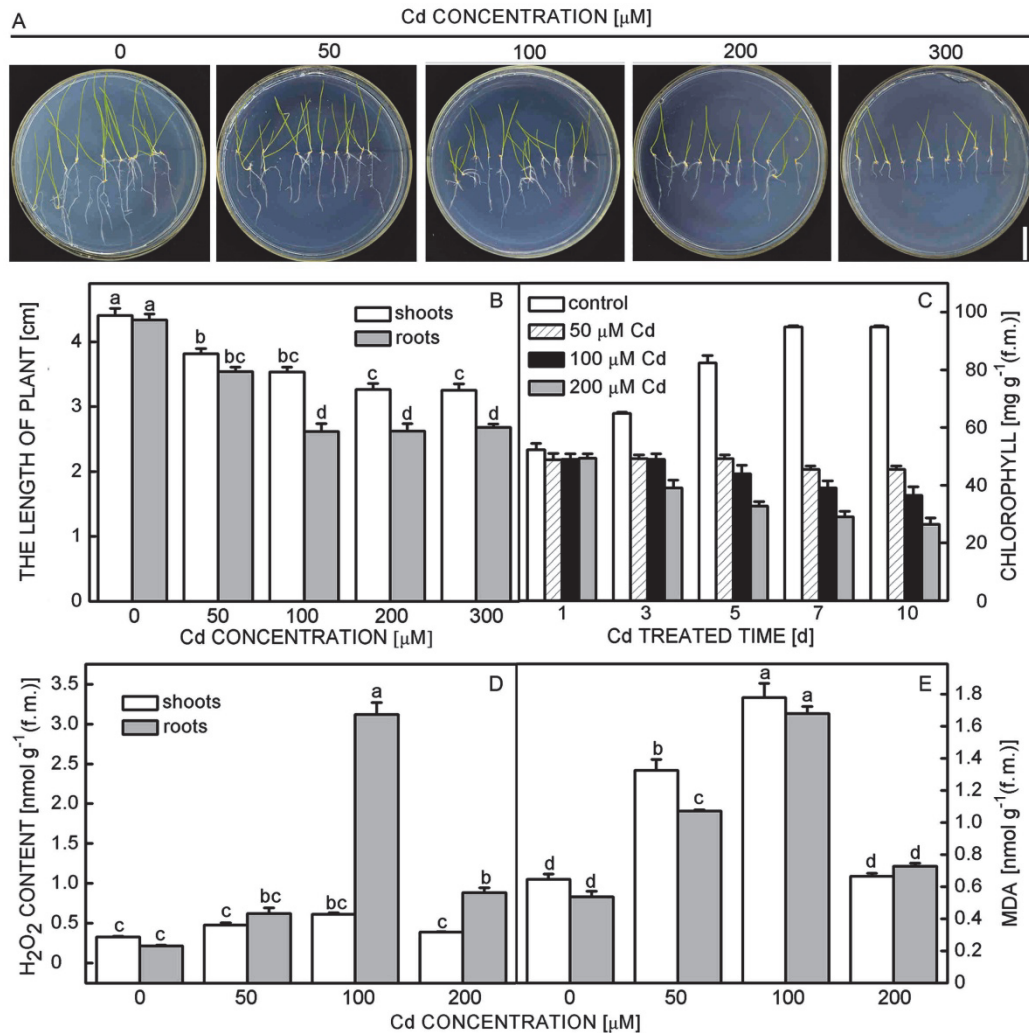 A
Cd CONCENTRATION [μM]
0 50 100 200 300
THE LENGTH OF PLANT [cm]
4
3
2
1
0
a a
b bc
bc d
c d
c d
B
shoots
roots
0 50 100 200 300
Cd CONCENTRATION [μM]
C
control
50 μM Cd
100 μM Cd
200 μM Cd
100
80
60
40
20
0
CHLOROPHYLL [mg g⁻¹(f.m.)]
1 3 5 7 10
Cd TREATED TIME [d]
H₂O₂ CONTENT [nmol g⁻¹(f.m.)]
3.5
3.0
2.5
2.0
1.5
1.0
0.5
0
D
shoots
roots
c c
c bc
bc a
c b
0 50 100 200
E
d d
b c
a a
d d
1.8
1.6
1.4
1.2
1.0
0.8
0.6
0.4
0.2
0
MDA [nmol g⁻¹(f.m.)]
0 50 100 200
Cd CONCENTRATION [μM]